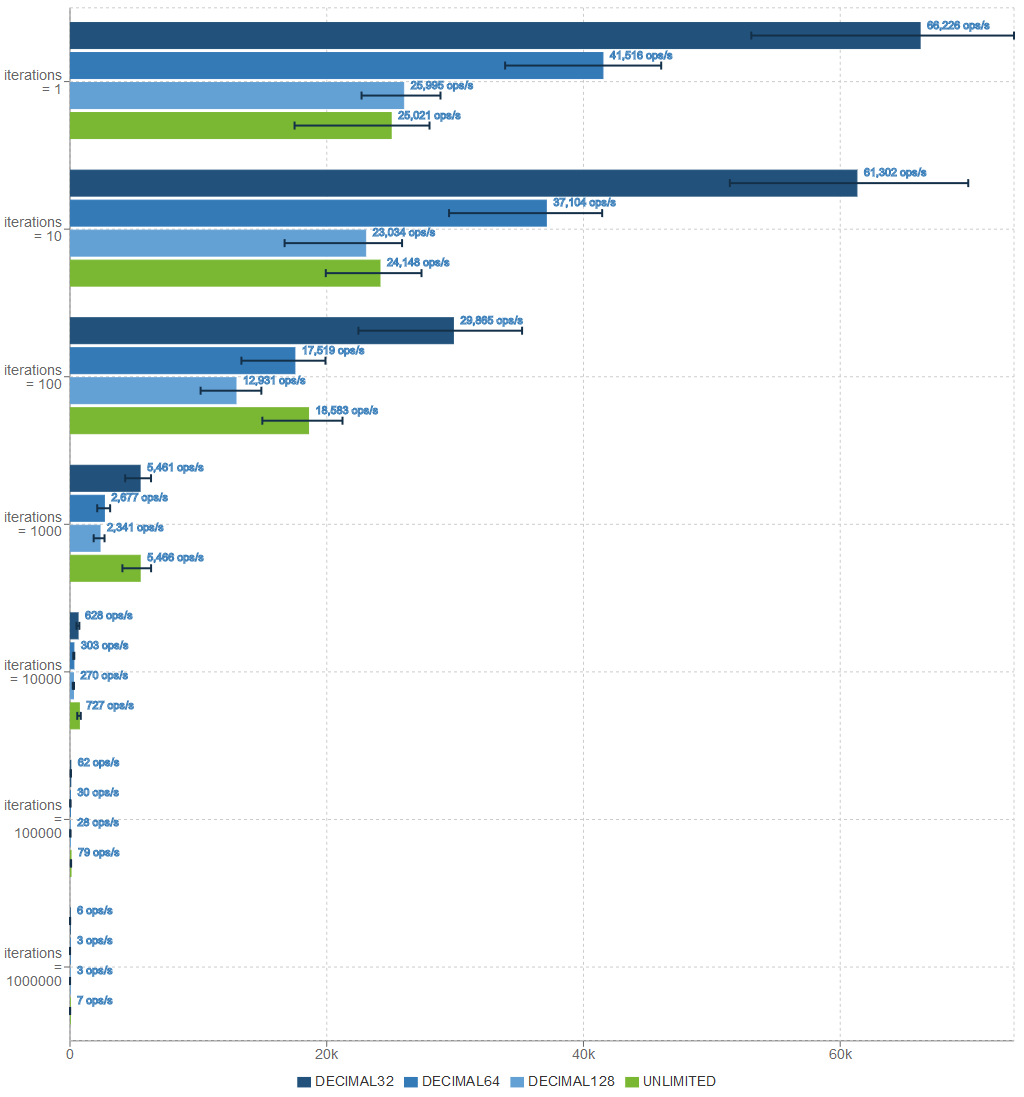 66,226 ops/s
41,516 ops/s
iterations
= 1
25,995 ops/s
25,021 ops/s
61,302 ops/s
37,104 ops/s
iterations
= 10
23,034 ops/s
24,148 ops/s
29,865 ops/s
17,519 ops/s
iterations
= 100
12,931 ops/s
18,583 ops/s
5,461 ops/s
2,677 ops/s
iterations
= 1000
2,341 ops/s
5,466 ops/s
628 ops/s
303 ops/s
iterations
= 10000
270 ops/s
727 ops/s
62 ops/s
30 ops/s
iterations
=
100000
28 ops/s
79 ops/s
6 ops/s
3 ops/s
iterations
=
1000000
3 ops/s
7 ops/s
0 20k 40k 60k
DECIMAL32 DECIMAL64 DECIMAL128 UNLIMITED